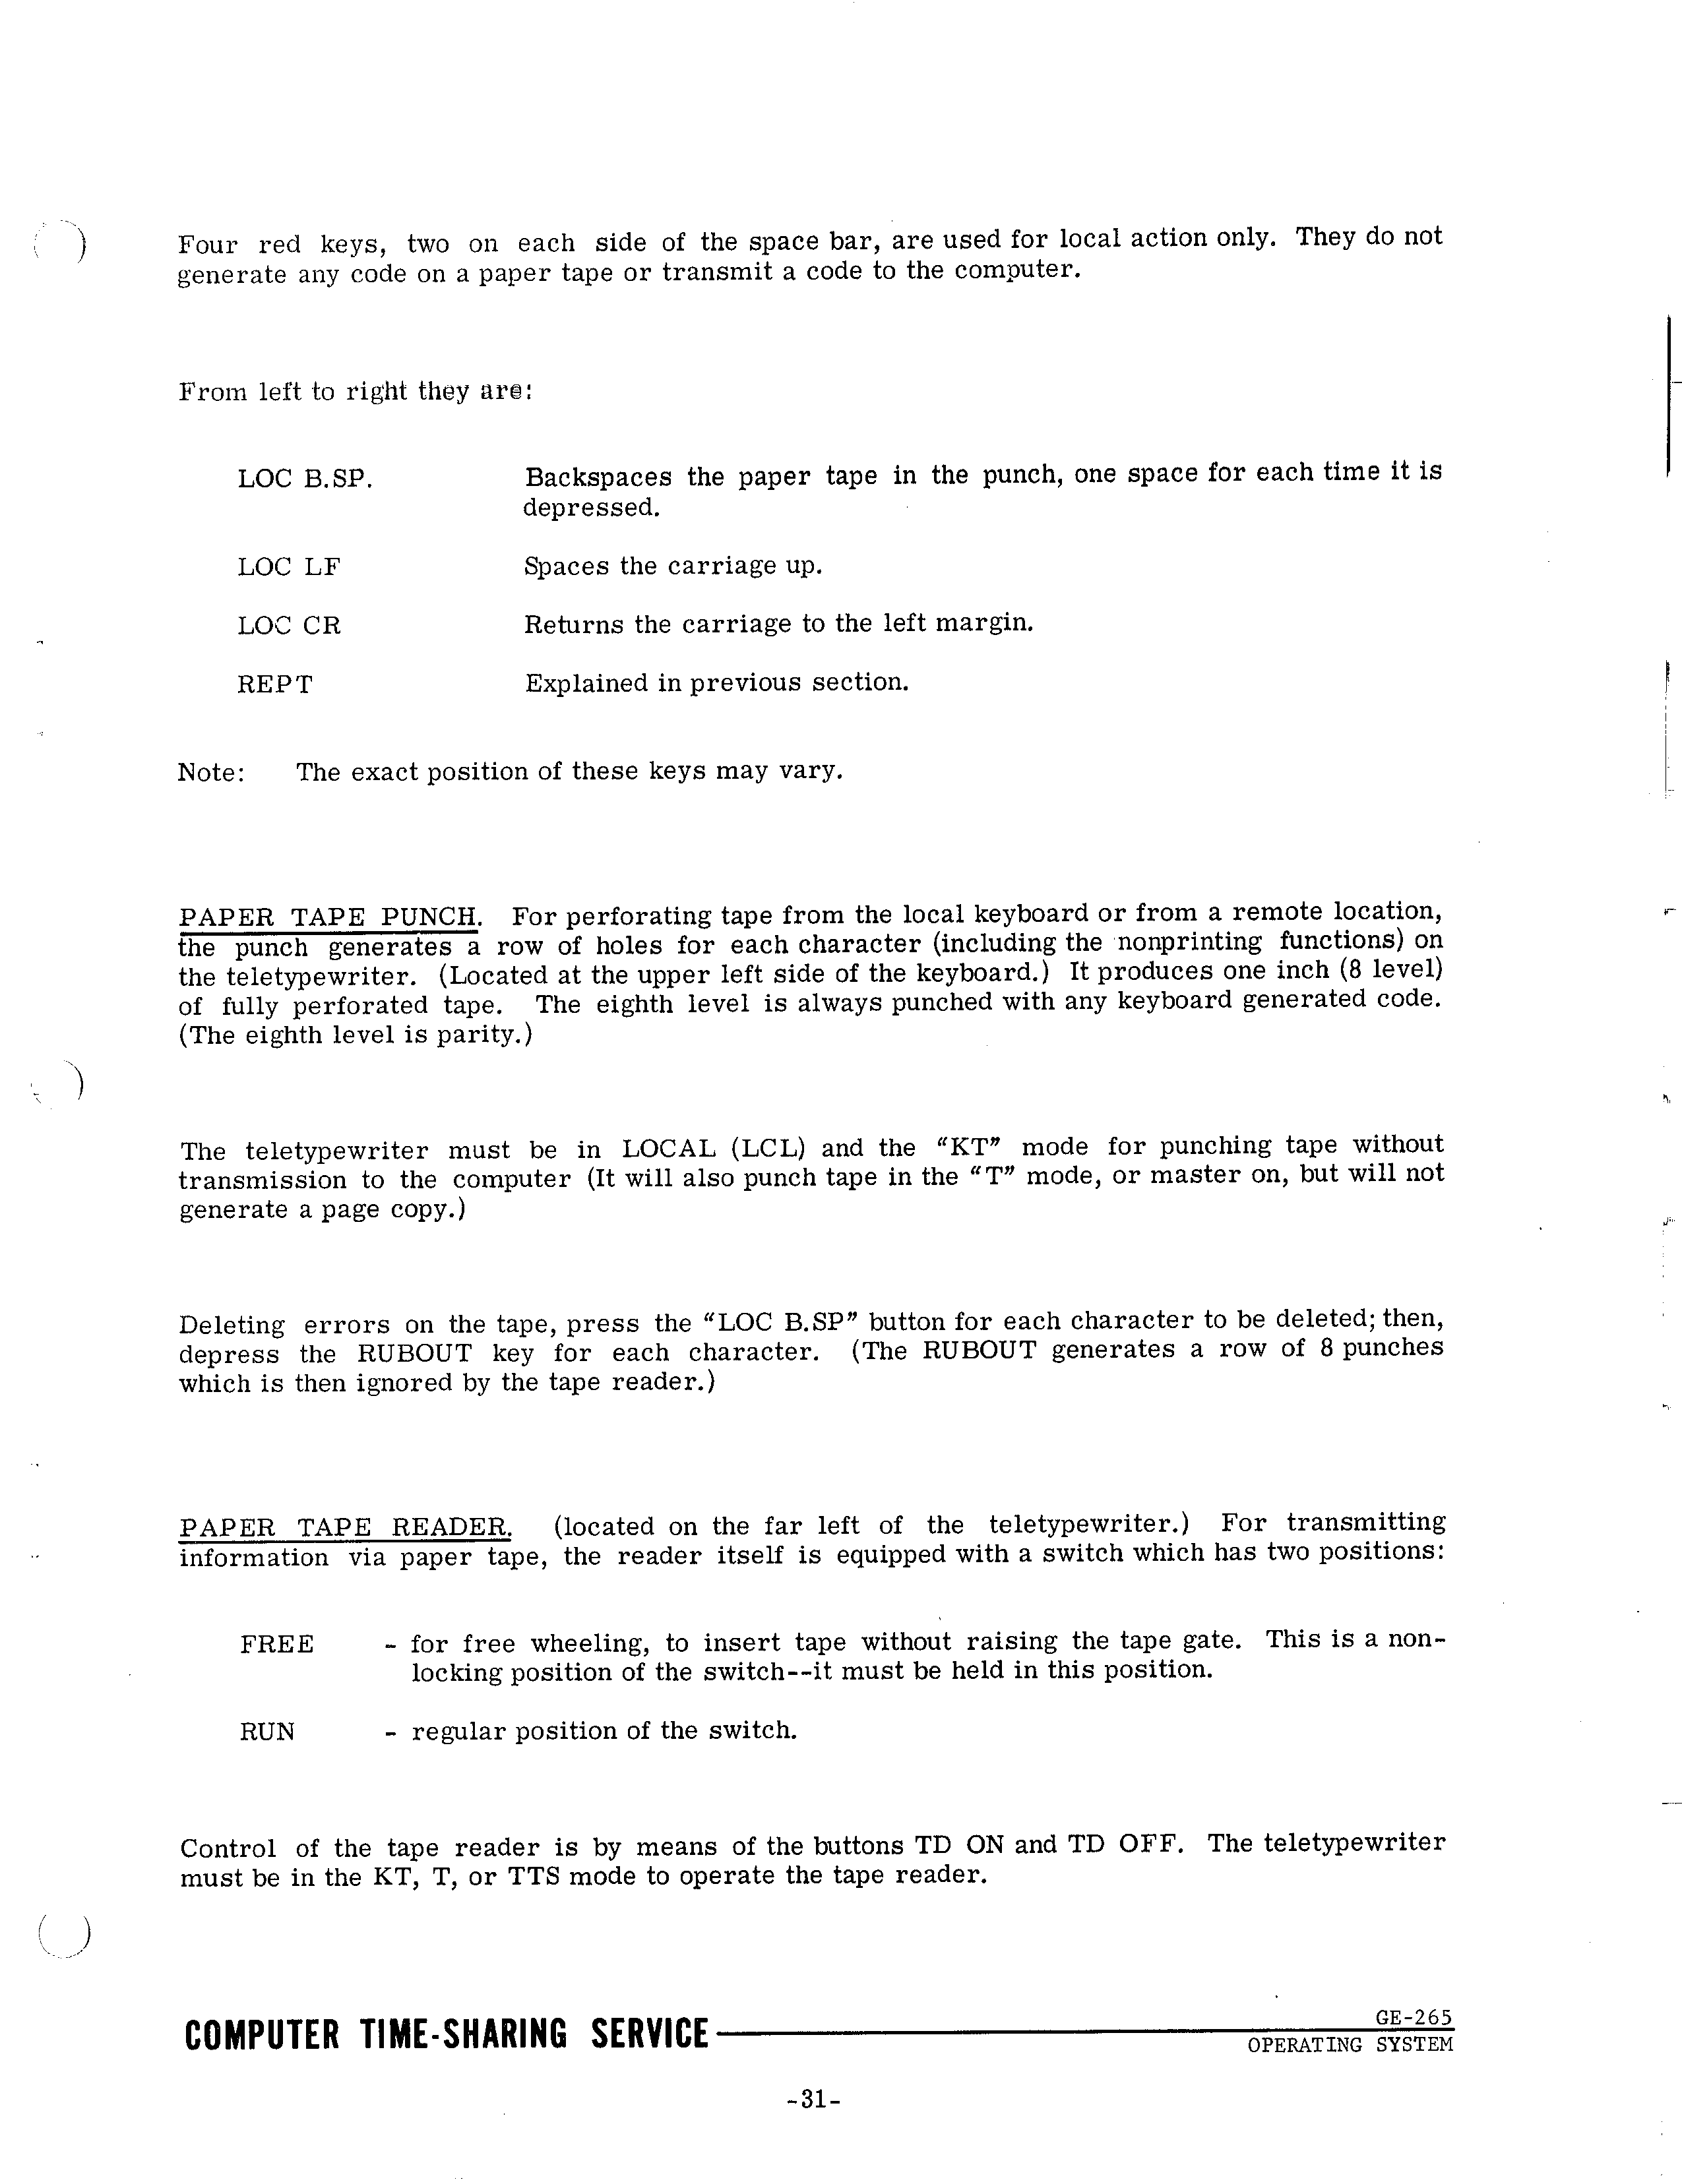 Four red keys, two on each side of the space bar, are used for local action only. They do not
generate any code on a paper tape or transmit a code to the computer.
From left to right they are:
LOC B.SP. Backspaces the paper tape in the punch, one space for each time it is
depressed.
LOC LF Spaces the carriage up.
LOC CR Returns the carriage to the left margin.
REPT Explained in previous section.
Note: The exact position of these keys may vary.
PAPER TAPE PUNCH. For perforating tape from the local keyboard or from a remote location,
the punch generates a row of holes for each character (including the nonprinting functions) on
the teletypewriter. (Located at the upper left side of the keyboard.) It produces one inch (8 level)
of fully perforated tape. The eighth level is always punched with any keyboard generated code.
(The eighth level is parity.)
The teletypewriter must be in LOCAL (LCL) and the "KT" mode for punching tape without
transmission to the computer (It will also punch tape in the "T" mode, or master on, but will not
generate a page copy.)
Deleting errors on the tape, press the "LOC B.SP" button for each character to be deleted; then,
depress the RUBOUT key for each character. (The RUBOUT generates a row of 8 punches
which is then ignored by the tape reader.)
PAPER TAPE READER. (located on the far left of the teletypewriter.) For transmitting
information via paper tape, the reader itself is equipped with a switch which has two positions:
FREE - for free wheeling, to insert tape without raising the tape gate. This is a non-
locking position of the switch--it must be held in this position.
RUN - regular position of the switch.
Control of the tape reader is by means of the buttons TD ON and TD OFF. The teletypewriter
must be in the KT, T, or TTS mode to operate the tape reader.
COMPUTER TIME-SHARING SERVICE GE-265
OPERATING SYSTEM
-31-